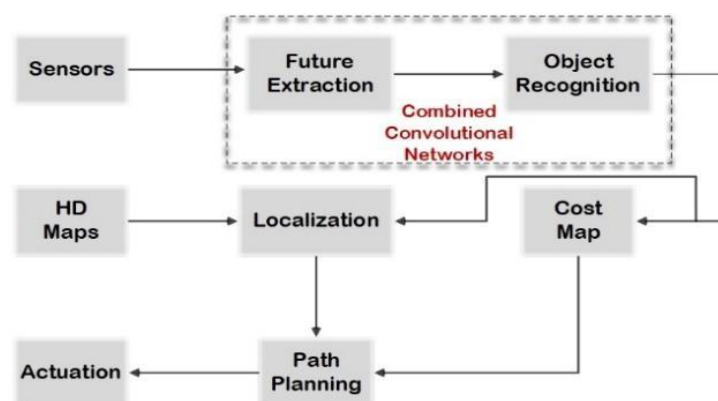 Sensors
Future
Extraction
Object
Recognition
Combined
Convolutional
Networks
HD
Maps
Localization
Cost
Map
Actuation
Path
Planning